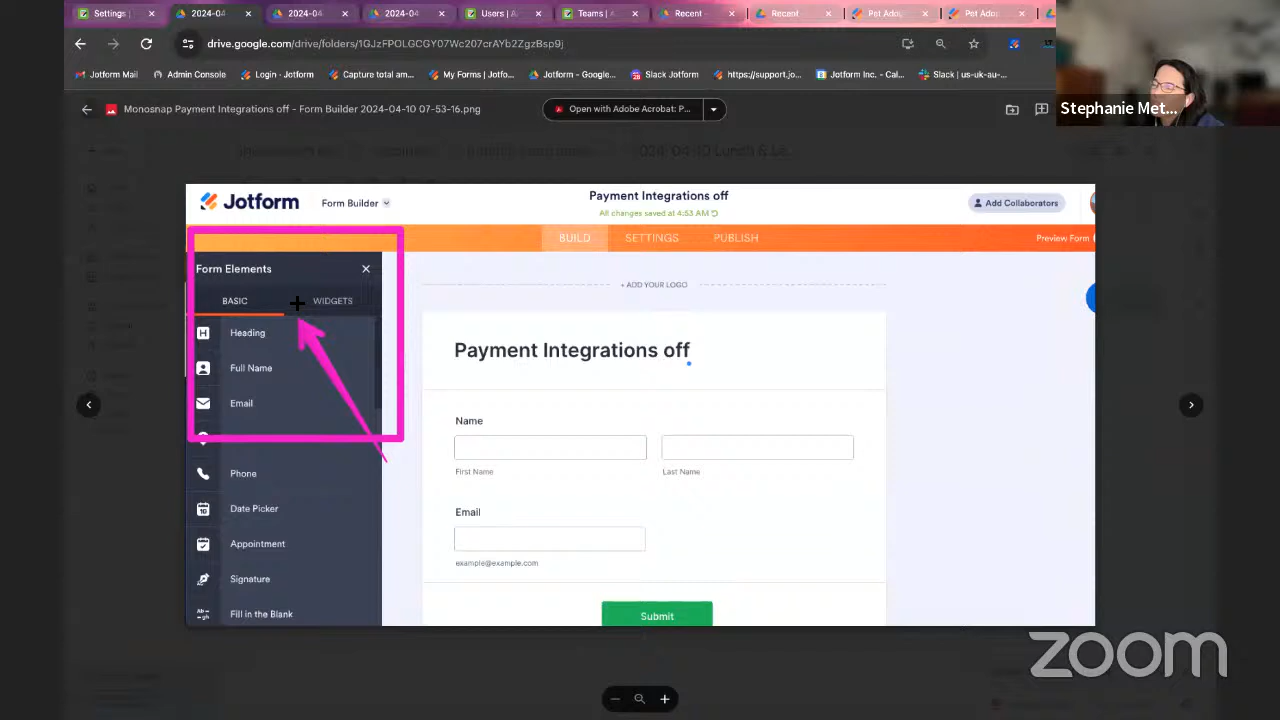 Settings |
2024-04
2024-04
2024-04
Users |
Teams |
Recent
Recent
Pet Ado
Pet Ado
drive.google.com/drive/folders/1GJzFPOLGCGY07Wc207crAYb2ZgzBsp9j
Jotform Mail
Admin Console
Login · Jotform
Capture total am...
My Forms | Jotfo...
Jotform - Google...
Slack Jotform
https://support.jo...
Jotform Inc. - Cal...
Slack | us-uk-au-...
Monosnap Payment Integrations off - Form Builder 2024-04-10 07-53-16.png
Open with Adobe Acrobat: P...
Stephanie Met...
Jotform
Form Builder
Payment Integrations off
All changes saved at 4:53 AM
Add Collaborators
BUILD
SETTINGS
PUBLISH
Preview Form
Form Elements
BASIC
WIDGETS
Heading
Full Name
Email
Phone
Date Picker
Appointment
Signature
Fill in the Blank
+ ADD YOUR LOGO
Payment Integrations off
Name
First Name
Last Name
Email
example@example.com
Submit
zoom